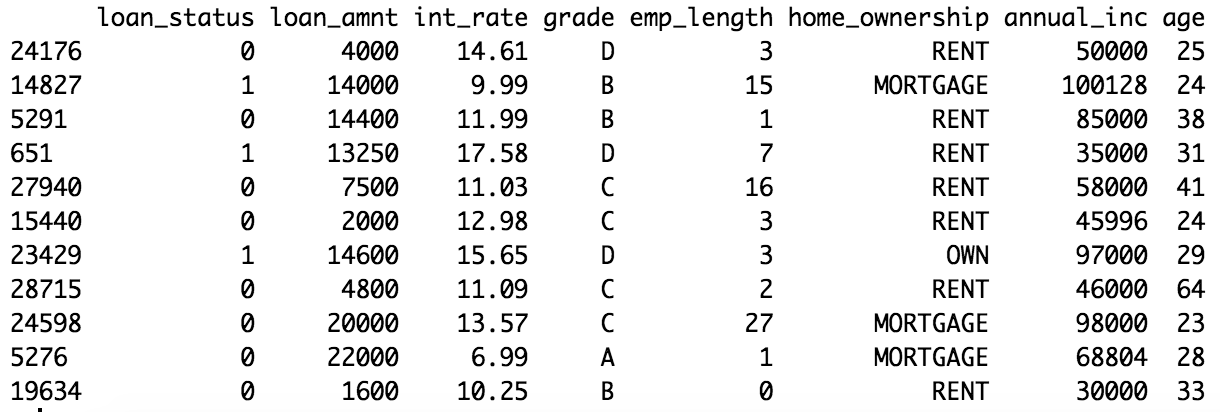 loan_status loan_amnt int_rate grade emp_length home_ownership annual_inc age
24176 0 4000 14.61 D 3 RENT 50000 25
14827 1 14000 9.99 B 15 MORTGAGE 100128 24
5291 0 14400 11.99 B 1 RENT 85000 38
651 1 13250 17.58 D 7 RENT 35000 31
27940 0 7500 11.03 C 16 RENT 58000 41
15440 0 2000 12.98 C 3 RENT 45996 24
23429 1 14600 15.65 D 3 OWN 97000 29
28715 0 4800 11.09 C 2 RENT 46000 64
24598 0 20000 13.57 C 27 MORTGAGE 98000 23
5276 0 22000 6.99 A 1 MORTGAGE 68804 28
19634 0 1600 10.25 B 0 RENT 30000 33